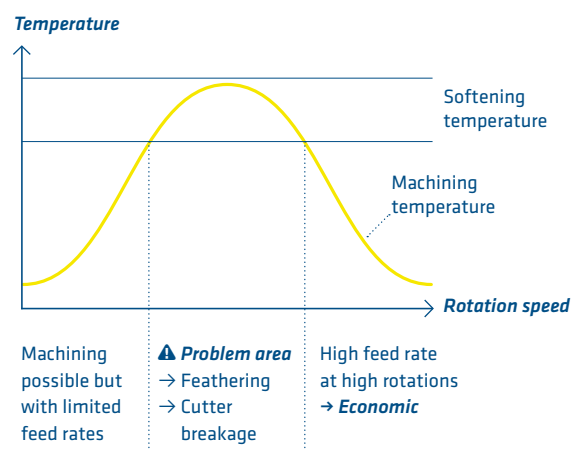 Temperature
Softening
temperature
Machining
temperature
Rotation speed
Machining
possible but
with limited
feed rates
Problem area
→ Feathering
→ Cutter
breakage
High feed rate
at high rotations
→ Economic